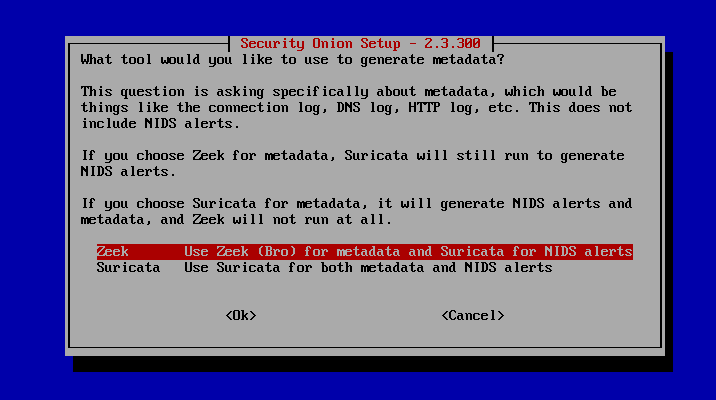 Security Onion Setup - 2.3.300
What tool would you like to use to generate metadata?
This question is asking specifically about metadata, which would be
things like the connection log, DNS log, HTTP log, etc. This does not
include NIDS alerts.
If you choose Zeek for metadata, Suricata will still run to generate
NIDS alerts.
If you choose Suricata for metadata, it will generate NIDS alerts and
metadata, and Zeek will not run at all.
Zeek Use Zeek (Bro) for metadata and Suricata for NIDS alerts
Suricata Use Suricata for both metadata and NIDS alerts
<Ok> <Cancel>